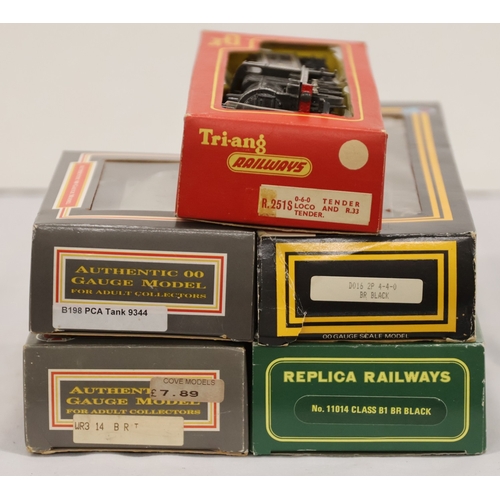 Tri-ang
RAILWAYS
R.251S 0-6-0 TENDER
LOCO AND R.33
TENDER.
AUTHENTIC 00
GAUGE MODEL
FOR ADULT COLLECTORS
B198 PCA Tank 9344
D016 2P 4-4-0
BR BLACK
00 GAUGE SCALE MODEL
AUTHENTIC
GAUGE MODEL
FOR ADULT COLLECTORS
COVE MODELS
£7.89
WR3 14 B R
REPLICA RAILWAYS
No. 11014 CLASS B1 BR BLACK